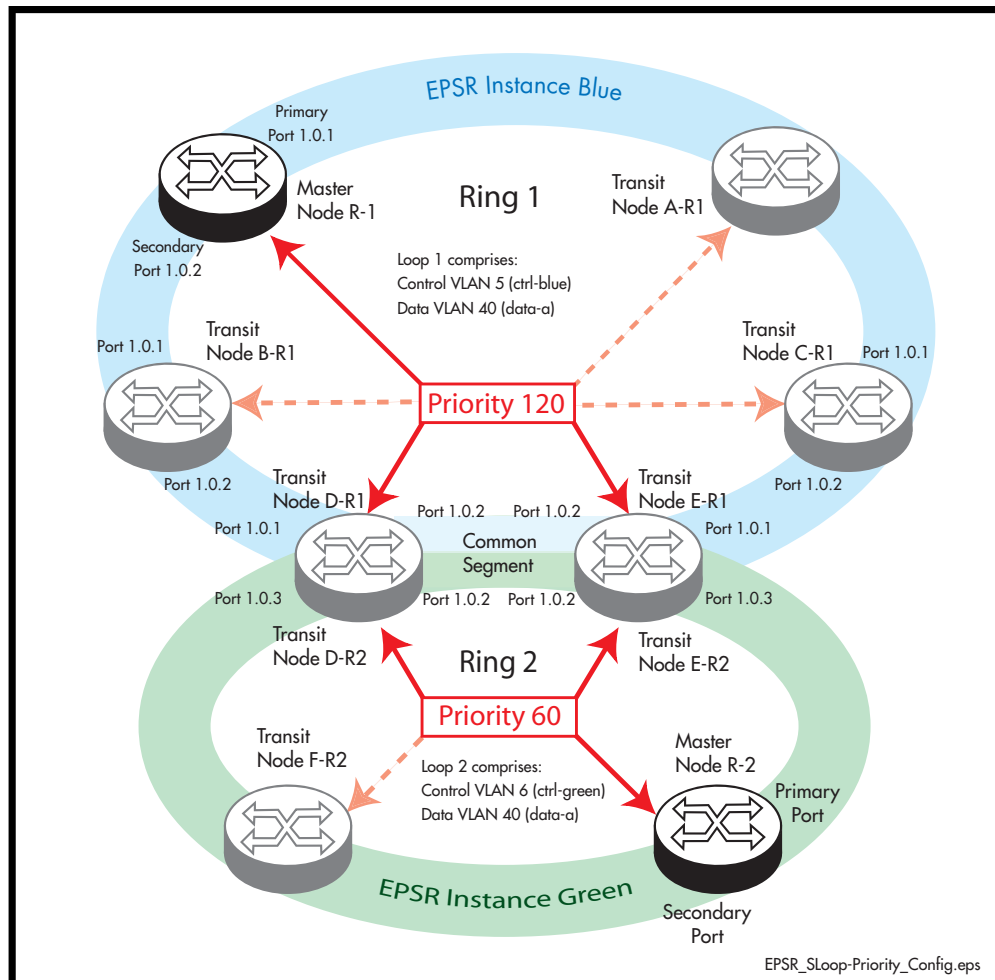 EPSR Instance Blue
Primary
Port 1.0.1
Master
Node R-1
Ring 1
Transit
Node A-R1
Secondary
Port 1.0.2
Loop 1 comprises:
Control VLAN 5 (ctrl-blue)
Data VLAN 40 (data-a)
Port 1.0.1
Transit
Node B-R1
Transit
Node C-R1
Port 1.0.1
Priority 120
Port 1.0.2
Transit
Node D-R1
Transit
Node E-R1
Port 1.0.2
Port 1.0.1
Port 1.0.2
Port 1.0.2
Port 1.0.1
Common
Segment
Port 1.0.3
Port 1.0.2
Port 1.0.2
Port 1.0.3
Transit
Node D-R2
Ring 2
Transit
Node E-R2
Priority 60
Transit
Node F-R2
Loop 2 comprises:
Control VLAN 6 (ctrl-green)
Data VLAN 40 (data-a)
Master
Node R-2
Primary
Port
EPSR Instance Green
Secondary
Port
EPSR_SLoop-Priority_Config.eps